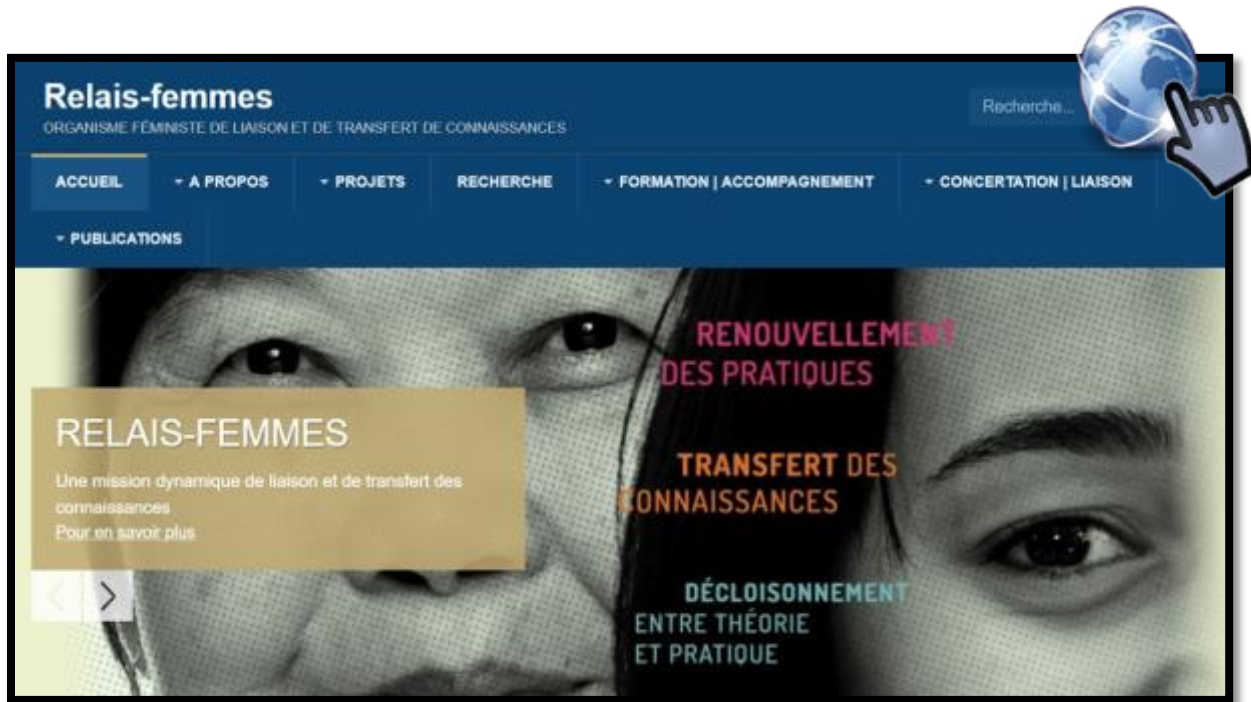 Relais-femmes
ORGANISME FÉMINISTE DE LIAISON ET DE TRANSFERT DE CONNAISSANCES
Recherche...
ACCUEIL
A PROPOS
PROJETS
RECHERCHE
FORMATION | ACCOMPAGNEMENT
CONCERTATION | LIAISON
PUBLICATIONS
RENOUVELLEMENT
DES PRATIQUES
RELAIS-FEMMES
Une mission dynamique de liaison et de transfert des
connaissances
Pour en savoir plus
TRANSFERT DES
CONNAISSANCES
DÉCLOISONNEMENT
ENTRE THÉORIE
ET PRATIQUE